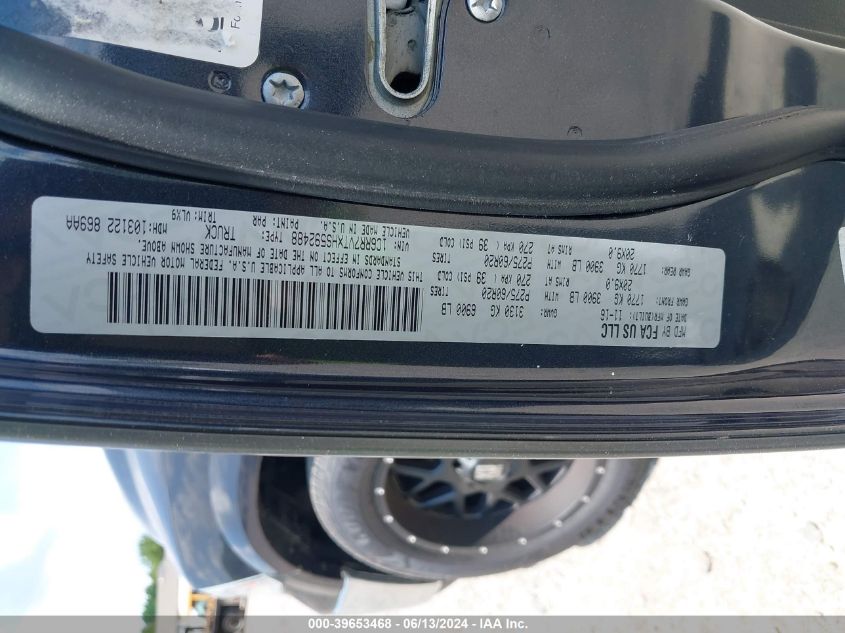 MFD BY FCA US LLC
DATE OF MFR(BUILT): 11-16 GVWR: 3130 KG 6900 LB
GAWR FRONT: 1770 KG 3900 LB WITH P275/60R20 TIRES
20X9.0 RIMS AT 270 KPA ( 39 PSI) COLD
GAWR REAR: 1770 KG 3900 LB WITH P275/60R20 TIRES
20X9.0 RIMS AT 270 KPA ( 39 PSI) COLD
THIS VEHICLE CONFORMS TO ALL APPLICABLE U.S.A. FEDERAL MOTOR VEHICLE SAFETY
STANDARDS IN EFFECT ON THE DATE OF MANUFACTURE SHOWN ABOVE.
VIN: 1C6RR7VTXHS592488 TYPE: TRUCK MDH: 103122 869AA
VEHICLE MADE IN U.S.A. PAINT: TRIM: VLX9
000-39653468 - 06/13/2024 - IAA Inc.